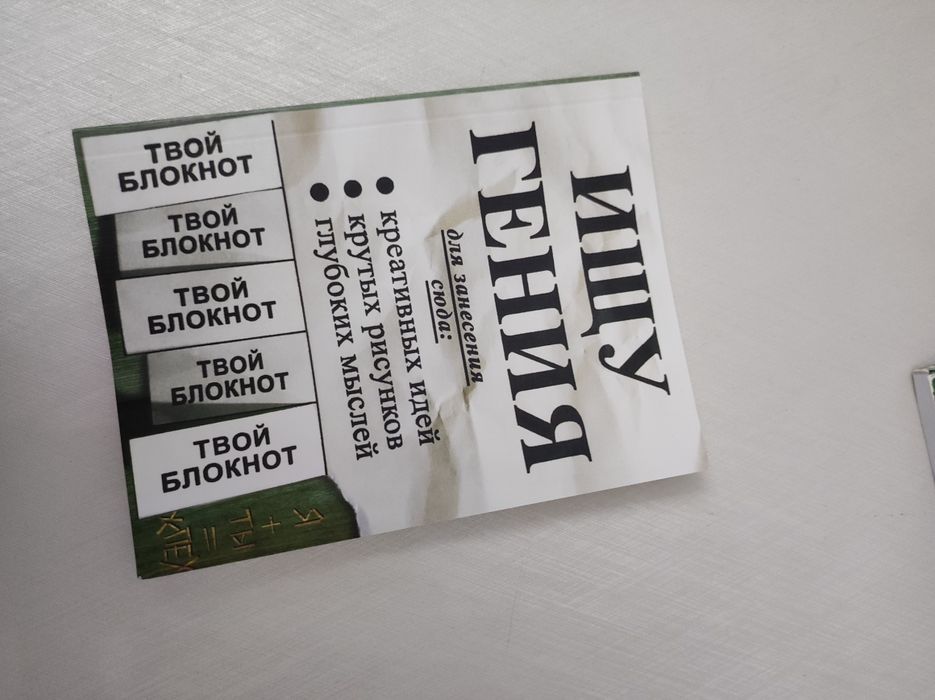 ИЩУ
ГЕНИЯ
для занесения
сюда:
● креативных идей
● крутых рисунков
● глубоких мыслей
ТВОЙ
БЛОКНОТ
ТВОЙ
БЛОКНОТ
ТВОЙ
БЛОКНОТ
ТВОЙ
БЛОКНОТ
ТВОЙ
БЛОКНОТ
Я
+
ТЫ
=